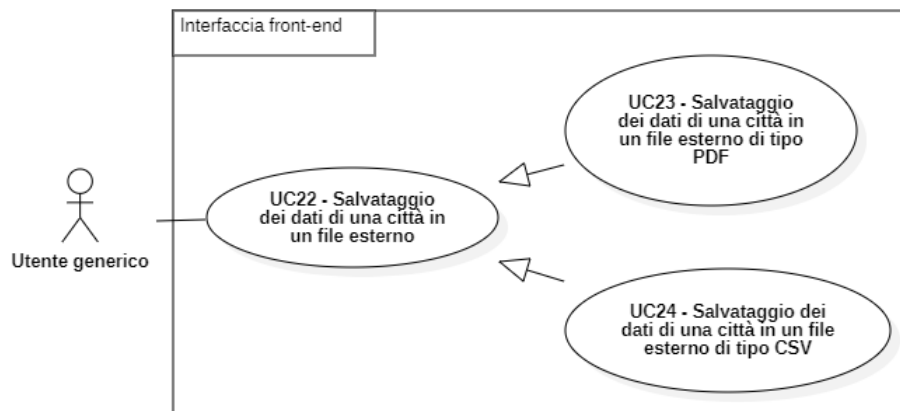 Interfaccia front-end
UC23 - Salvataggio
dei dati di una città in
un file esterno di tipo
PDF
UC22 - Salvataggio
dei dati di una città in
un file esterno
Utente generico
UC24 - Salvataggio dei
dati di una città in un file
esterno di tipo CSV